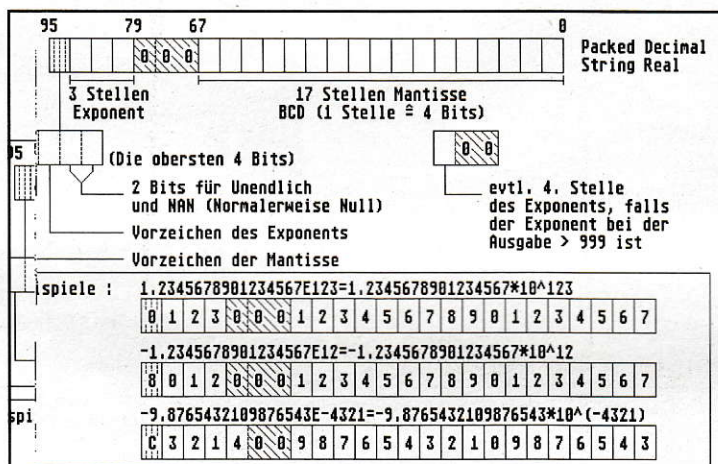 95 79 67 0
0 0 0
Packed Decimal
String Real
3 Stellen
Exponent
17 Stellen Mantisse
BCD (1 Stelle ≙ 4 Bits)
95
(Die obersten 4 Bits)
0 0
2 Bits für Unendlich
und NAN (Normalerweise Null)
Vorzeichen des Exponents
Vorzeichen der Mantisse
evtl. 4. Stelle
des Exponents, falls
der Exponent bei der
Ausgabe > 999 ist
ispiele : 1.2345678901234567E123=1.2345678901234567*10^123
0 1 2 3 0 0 0 1 2 3 4 5 6 7 8 9 0 1 2 3 4 5 6 7
-1.2345678901234567E12=-1.2345678901234567*10^12
8 0 1 2 0 0 0 1 2 3 4 5 6 7 8 9 0 1 2 3 4 5 6 7
spi
-9.8765432109876543E-4321=-9.8765432109876543*10^(-4321)
C 3 2 1 4 0 0 9 8 7 6 5 4 3 2 1 0 9 8 7 6 5 4 3